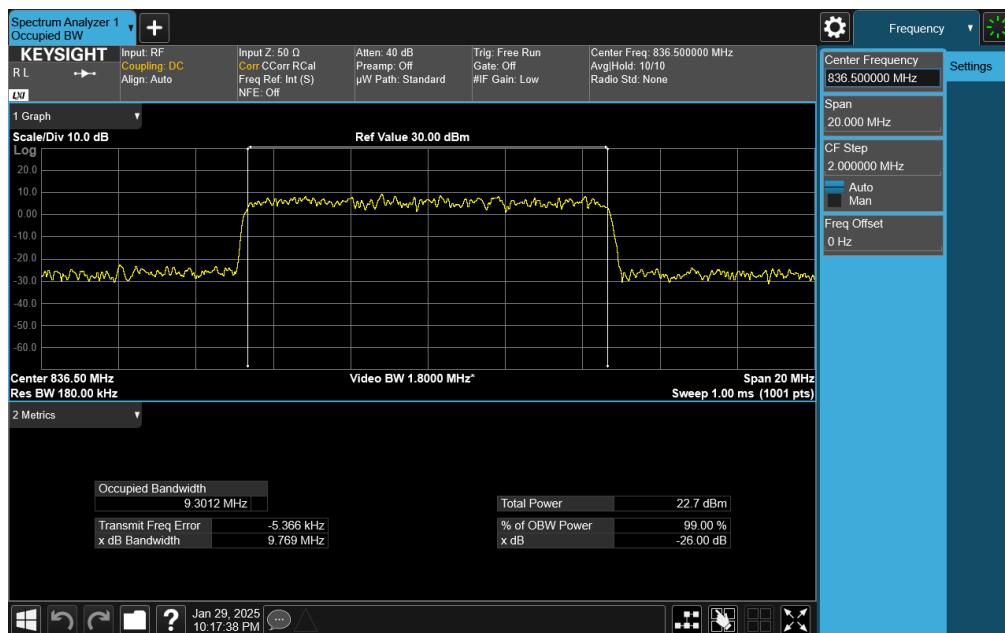 Spectrum Analyzer 1
Occupied BW
Frequency
KEYSIGHT
R L
LXI
Input: RF
Coupling: DC
Align: Auto
Input Z: 50 Ω
Corr CCorr RCal
Freq Ref: Int (S)
NFE: Off
Atten: 40 dB
Preamp: Off
µW Path: Standard
Trig: Free Run
Gate: Off
#IF Gain: Low
Center Freq: 836.500000 MHz
Avg|Hold: 10/10
Radio Std: None
Center Frequency
836.500000 MHz
Settings
Span
20.000 MHz
CF Step
2.000000 MHz
Auto
Man
Freq Offset
0 Hz
1 Graph
Scale/Div 10.0 dB
Ref Value 30.00 dBm
Log
20.0
10.0
0.00
-10.0
-20.0
-30.0
-40.0
-50.0
-60.0
Center 836.50 MHz
Video BW 1.8000 MHz*
Span 20 MHz
Res BW 180.00 kHz
Sweep 1.00 ms (1001 pts)
2 Metrics
Occupied Bandwidth
9.3012 MHz
Total Power 22.7 dBm
Transmit Freq Error -5.366 kHz
% of OBW Power 99.00 %
x dB Bandwidth 9.769 MHz
x dB -26.00 dB
?
Jan 29, 2025
10:17:38 PM